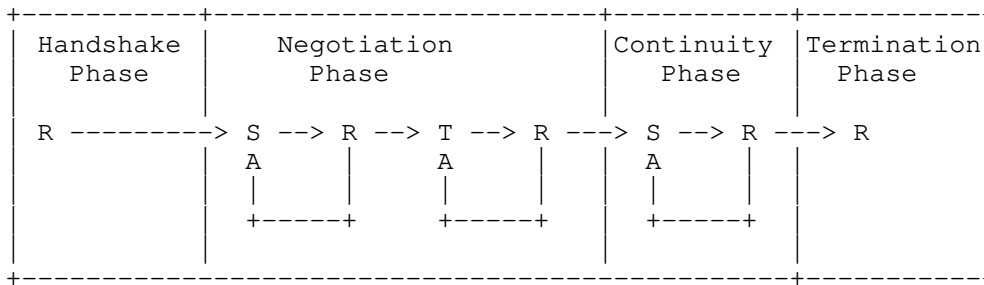 +-----------+------------------------+-----------+------------
| Handshake |    Negotiation         |Continuity |Termination
|   Phase   |      Phase             |   Phase   |  Phase
|           |                        |           |
| R ---------> S --> R --> T --> R ---> S --> R ---> R
|           |  A     |     A     |   |  A     |  |
|           |  |     |     |     |   |  |     |  |
|           |  +-----+     +-----+   |  +-----+  |
|           |                        |           |
+------------------------------------------------+------------